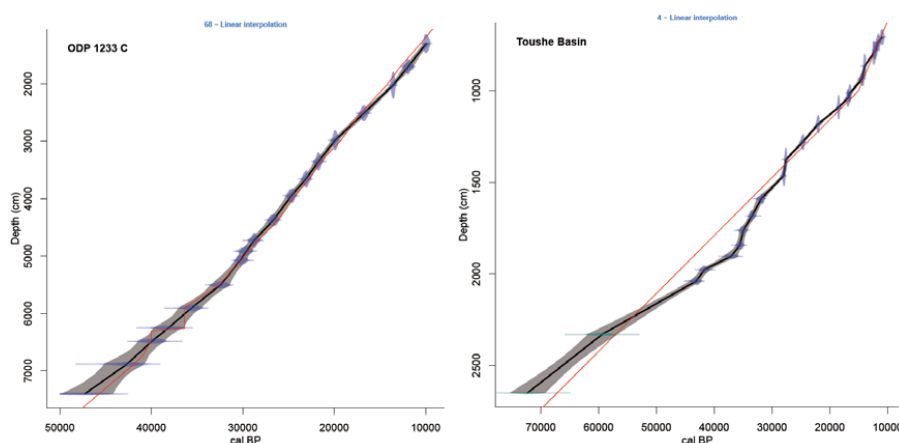 68 – Linear interpolation
ODP 1233 C
Depth (cm)
2000
3000
4000
5000
6000
7000
50000 40000 30000 20000 10000
cal BP
4 – Linear interpolation
Toushe Basin
Depth (cm)
1000
1500
2000
2500
70000 60000 50000 40000 30000 20000 10000
cal BP